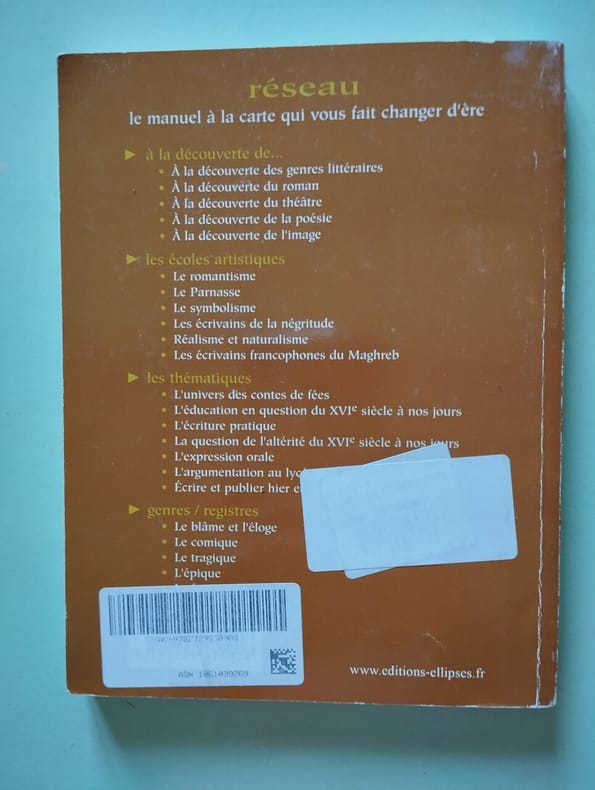 réseau
le manuel à la carte qui vous fait changer d'ère
► à la découverte de...
• À la découverte des genres littéraires
• À la découverte du roman
• À la découverte du théâtre
• À la découverte de la poésie
• À la découverte de l'image
► les écoles artistiques
• Le romantisme
• Le Parnasse
• Le symbolisme
• Les écrivains de la négritude
• Réalisme et naturalisme
• Les écrivains francophones du Maghreb
► les thématiques
• L'univers des contes de fées
• L'éducation en question du XVIe siècle à nos jours
• L'écriture pratique
• La question de l'altérité du XVIe siècle à nos jours
• L'expression orale
• L'argumentation au
• Écrire et publier hier
► genres / registres
• Le blâme et l'éloge
• Le comique
• Le tragique
• L'épique
www.editions-ellipses.fr